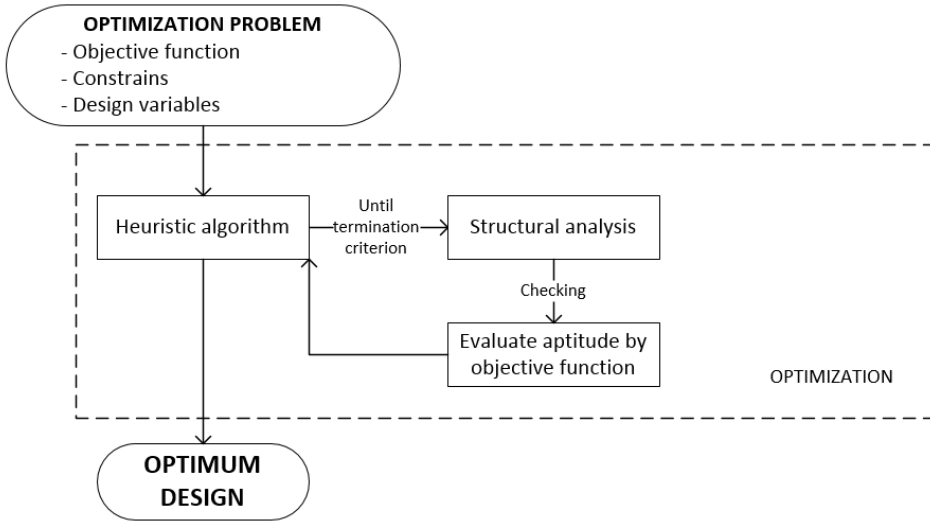 OPTIMIZATION PROBLEM
- Objective function
- Constrains
- Design variables
Heuristic algorithm
Until
termination
criterion
Structural analysis
Checking
Evaluate aptitude by
objective function
OPTIMIZATION
OPTIMUM
DESIGN